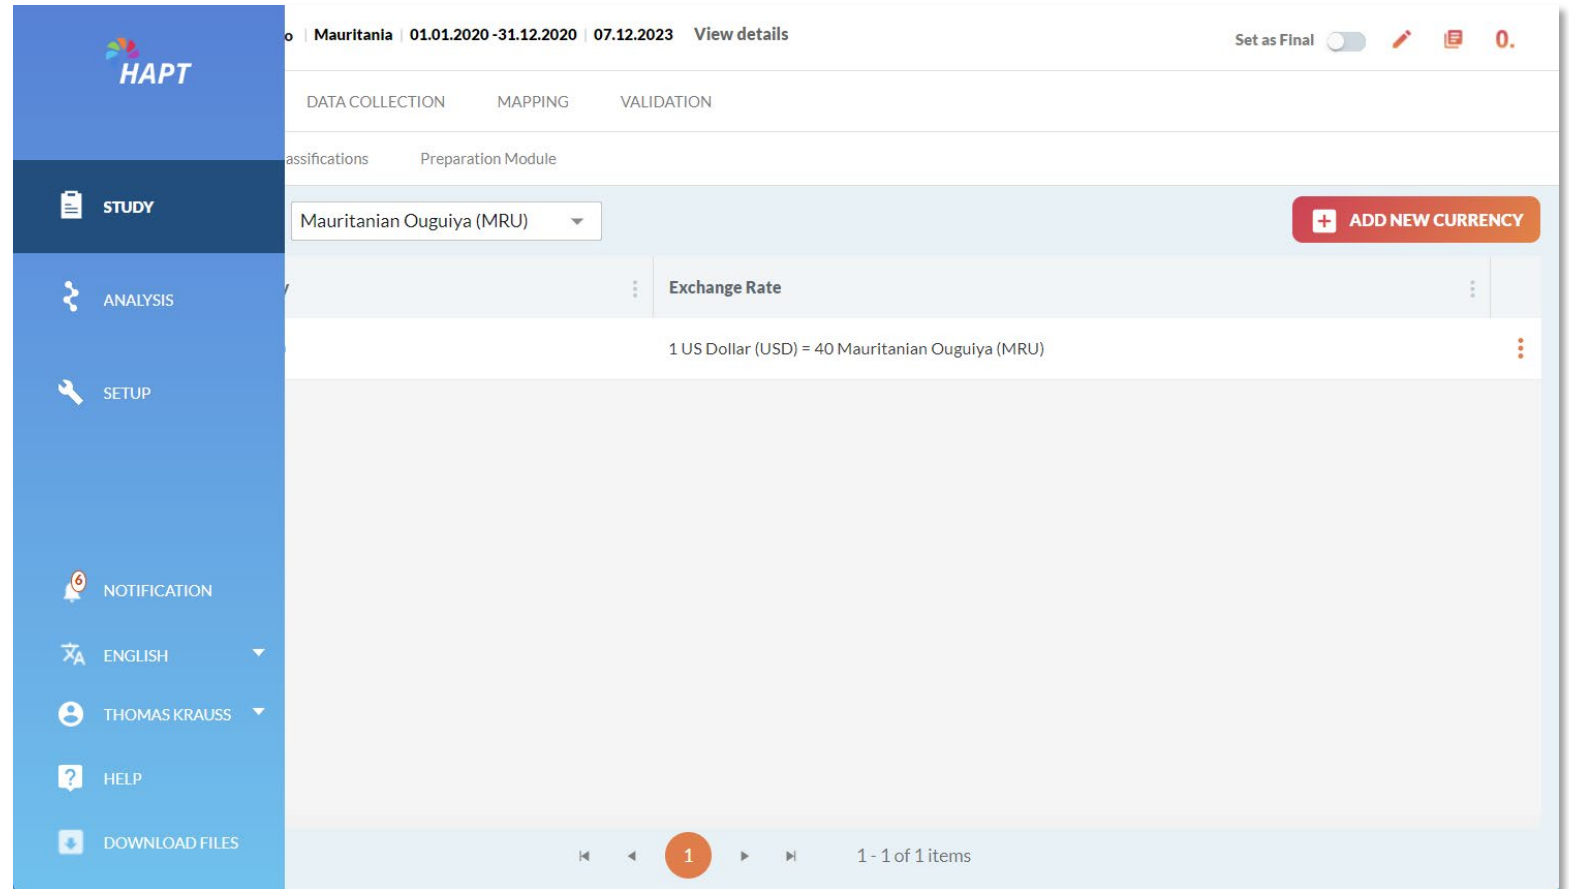 HAPT
o | Mauritania | 01.01.2020 -31.12.2020 | 07.12.2023 View details
Set as Final
0.
DATA COLLECTION MAPPING VALIDATION
assifications Preparation Module
STUDY
Mauritanian Ouguiya (MRU)
ADD NEW CURRENCY
ANALYSIS
Exchange Rate
1 US Dollar (USD) = 40 Mauritanian Ouguiya (MRU)
SETUP
6
NOTIFICATION
ENGLISH
THOMAS KRAUSS
HELP
DOWNLOAD FILES
1
1 - 1 of 1 items